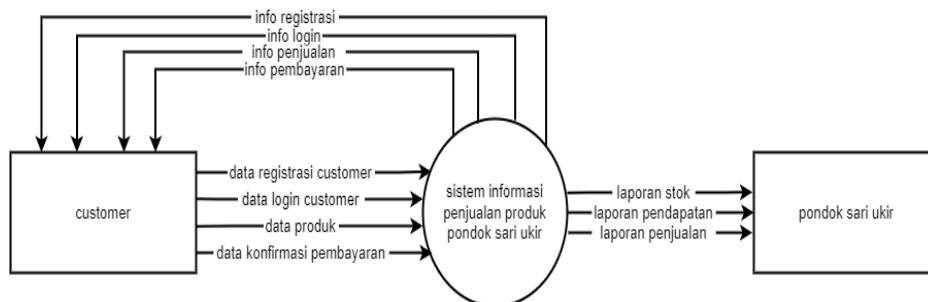 info registrasi
info login
info penjualan
info pembayaran
customer
data registrasi customer
data login customer
data produk
data konfirmasi pembayaran
sistem informasi
penjualan produk
pondok sari ukir
laporan stok
laporan pendapatan
laporan penjualan
pondok sari ukir